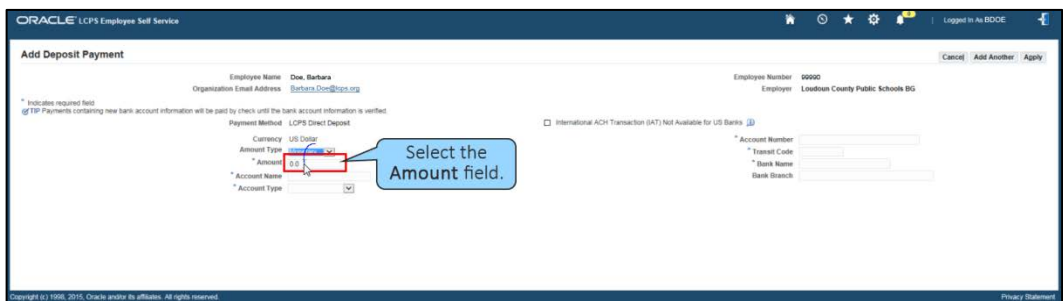 ORACLE LCPS Employee Self Service
Logged In As BDOE
Add Deposit Payment
Cancel Add Another Apply
Employee Name Doe, Barbara
Employee Number 99990
Organization Email Address Barbara.Doe@lcps.org
Employer Loudoun County Public Schools BG
* Indicates required field
TIP Payments containing new bank account information will be paid by check until the bank account information is verified.
Payment Method LCPS Direct Deposit
International ACH Transaction (IAT) Not Available for US Banks
Currency US Dollar
Amount Type
* Amount 0.0
* Account Name
* Account Type
* Account Number
* Transit Code
* Bank Name
Bank Branch
Select the
Amount field.
Copyright (c) 1998, 2015, Oracle and/or its affiliates. All rights reserved.
Privacy Statement